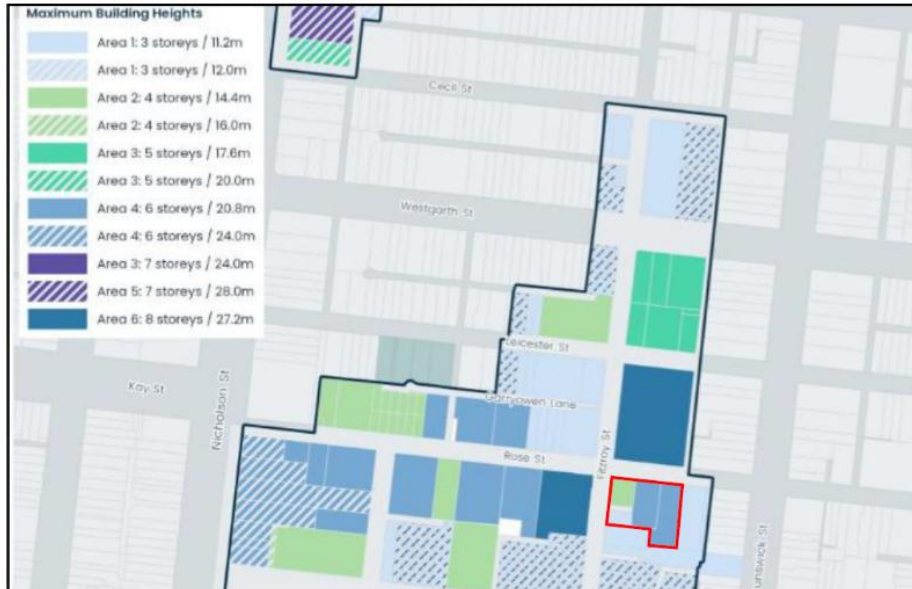 Maximum Building Heights
Area 1: 3 storeys / 11.2m
Area 1: 3 storeys / 12.0m
Area 2: 4 storeys / 14.4m
Area 2: 4 storeys / 16.0m
Area 3: 5 storeys / 17.6m
Area 3: 5 storeys / 20.0m
Area 4: 6 storeys / 20.8m
Area 4: 6 storeys / 24.0m
Area 3: 7 storeys / 24.0m
Area 5: 7 storeys / 28.0m
Area 6: 8 storeys / 27.2m
Cecil St
Westgarth St
Leicester St
Kay St
Nicholson St
Garryowen Lane
Rose St
Fitzroy St
unswick St